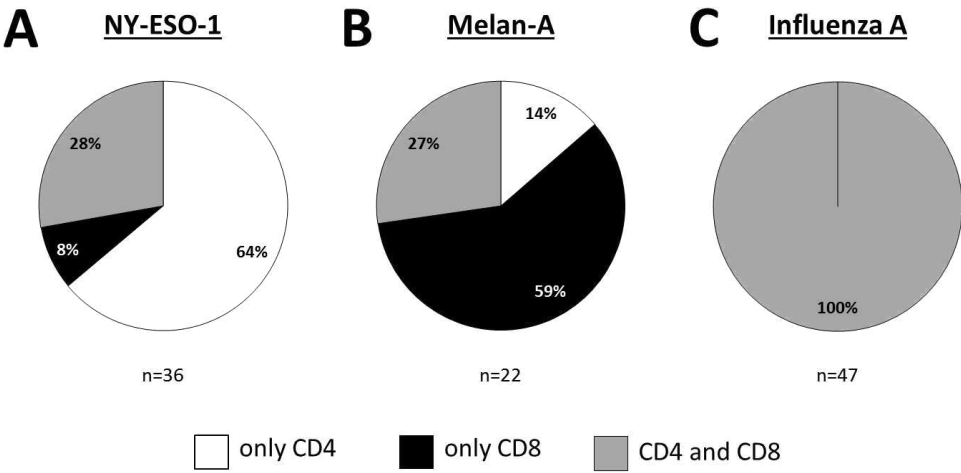 A NY-ESO-1
B Melan-A
C Influenza A
28%
8%
64%
14%
27%
59%
100%
n=36
n=22
n=47
only CD4
only CD8
CD4 and CD8